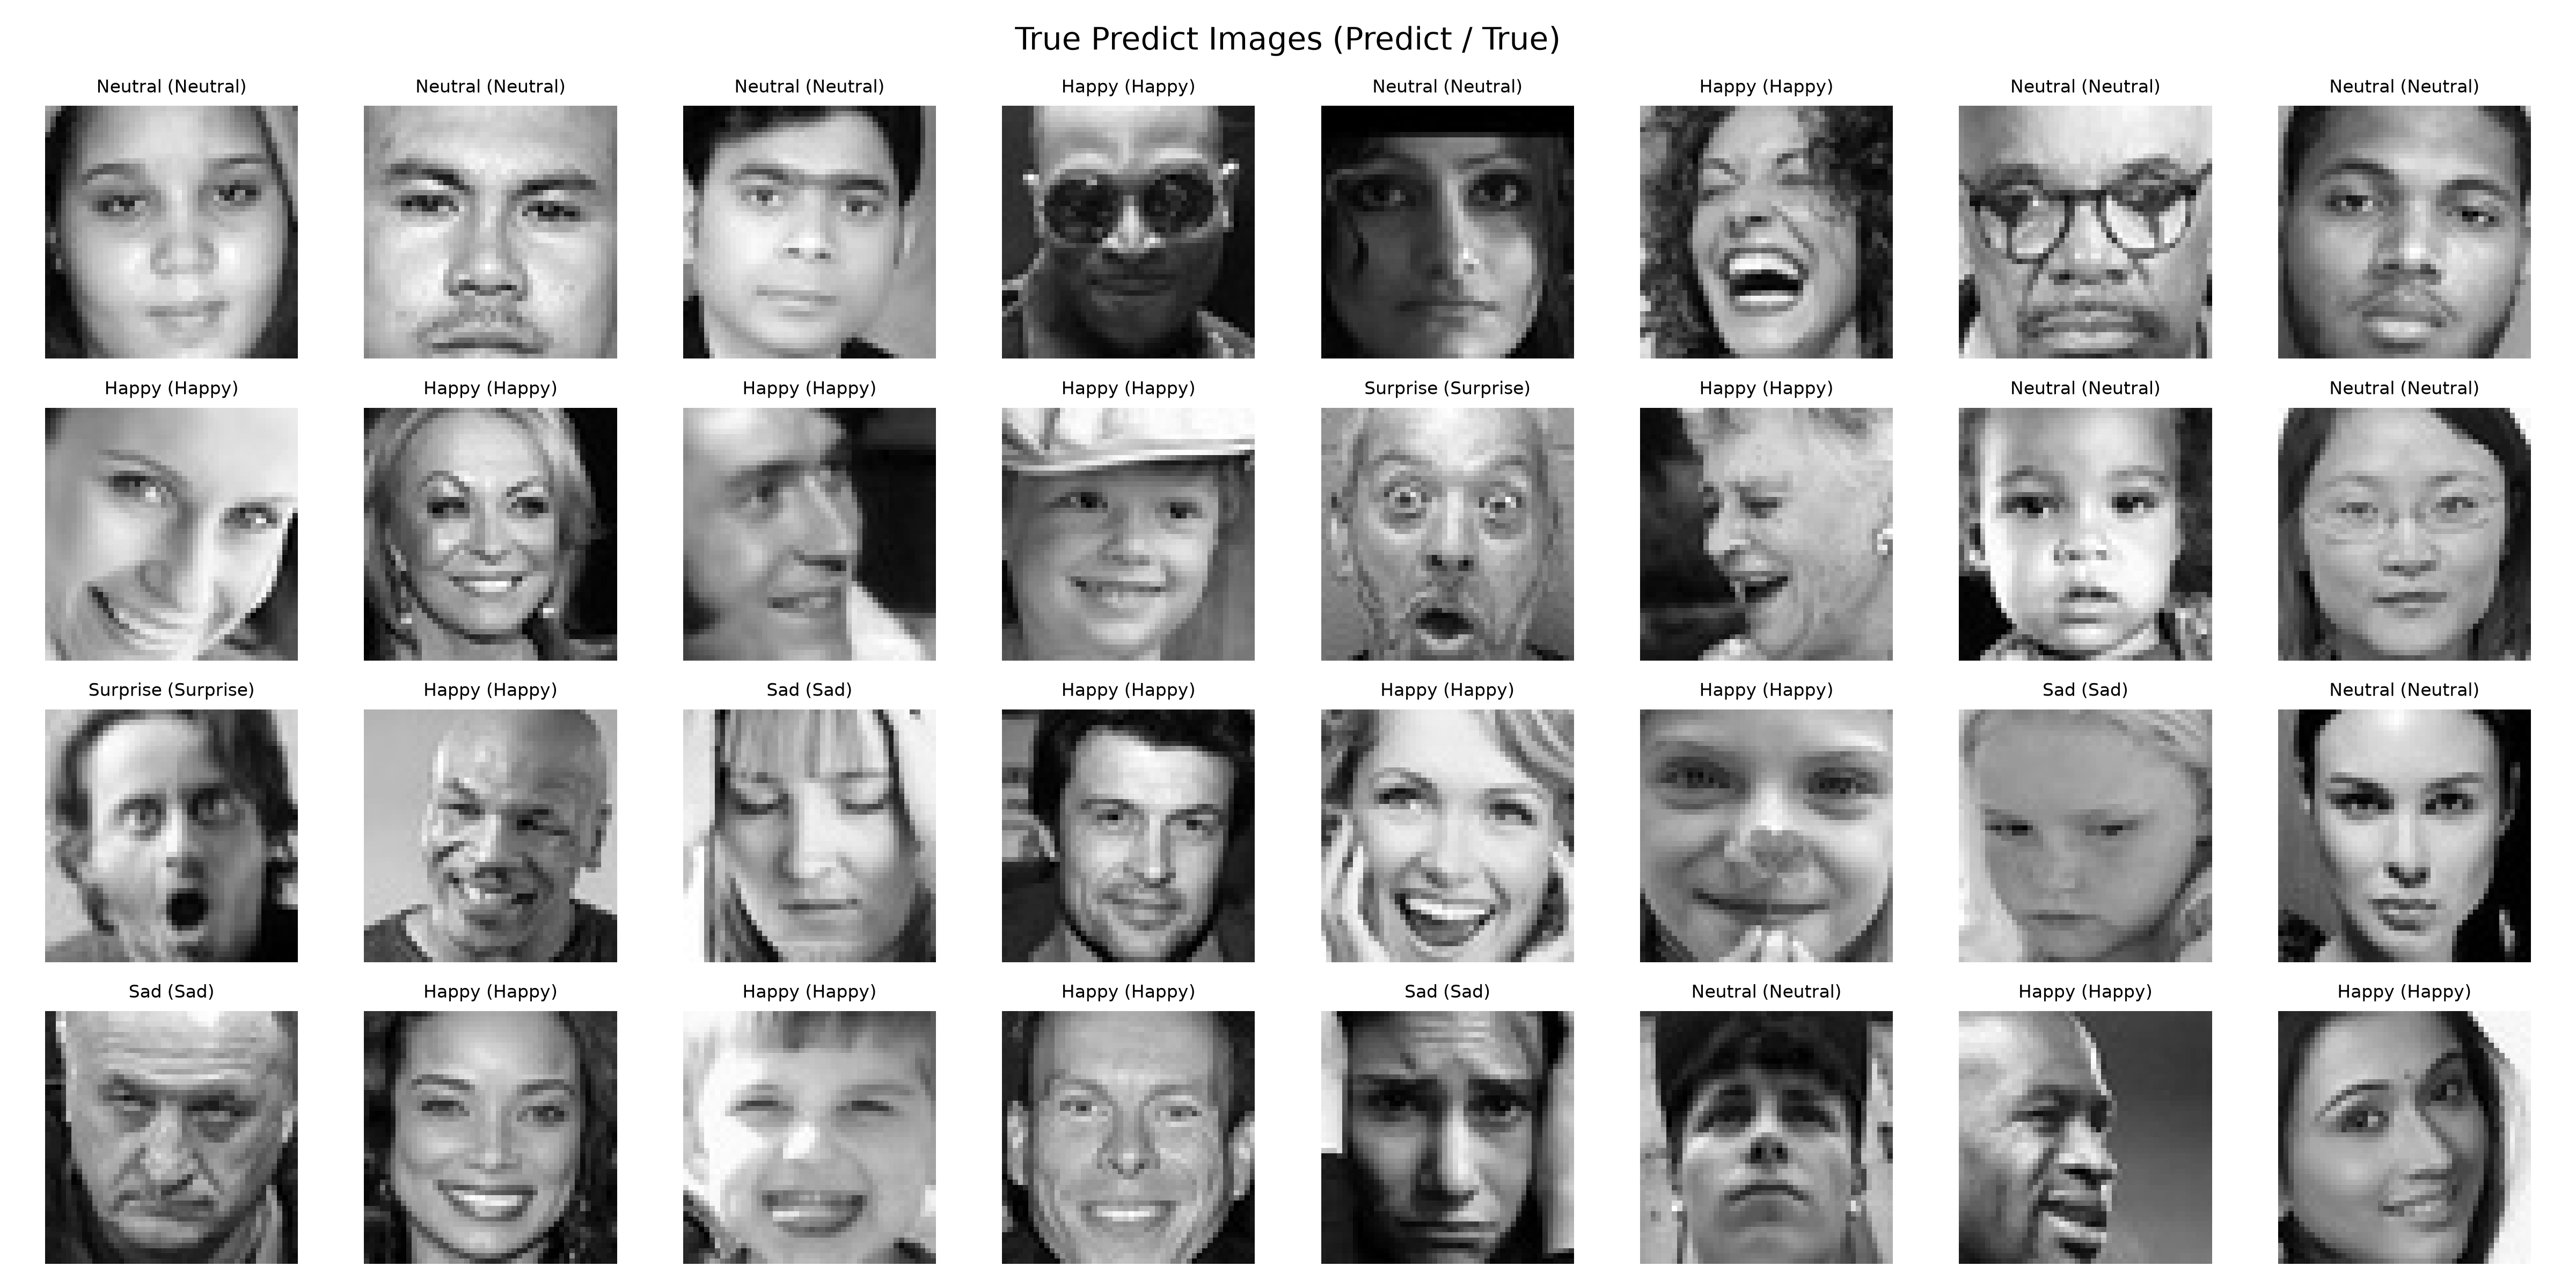 True Predict Images (Predict / True)
Neutral (Neutral) Neutral (Neutral) Neutral (Neutral) Happy (Happy) Neutral (Neutral) Happy (Happy) Neutral (Neutral) Neutral (Neutral)
Happy (Happy) Happy (Happy) Happy (Happy) Happy (Happy) Surprise (Surprise) Happy (Happy) Neutral (Neutral) Neutral (Neutral)
Surprise (Surprise) Happy (Happy) Sad (Sad) Happy (Happy) Happy (Happy) Happy (Happy) Sad (Sad) Neutral (Neutral)
Sad (Sad) Happy (Happy) Happy (Happy) Happy (Happy) Sad (Sad) Neutral (Neutral) Happy (Happy) Happy (Happy)